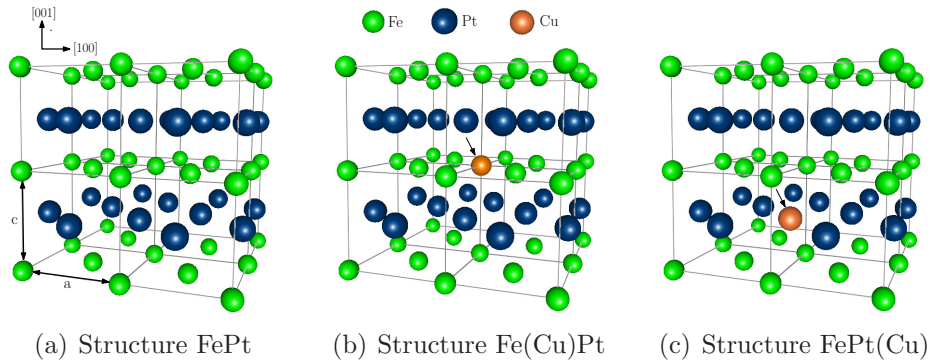 [001]
[100]
Fe
Pt
Cu
c
a
(a) Structure FePt
(b) Structure Fe(Cu)Pt
(c) Structure FePt(Cu)